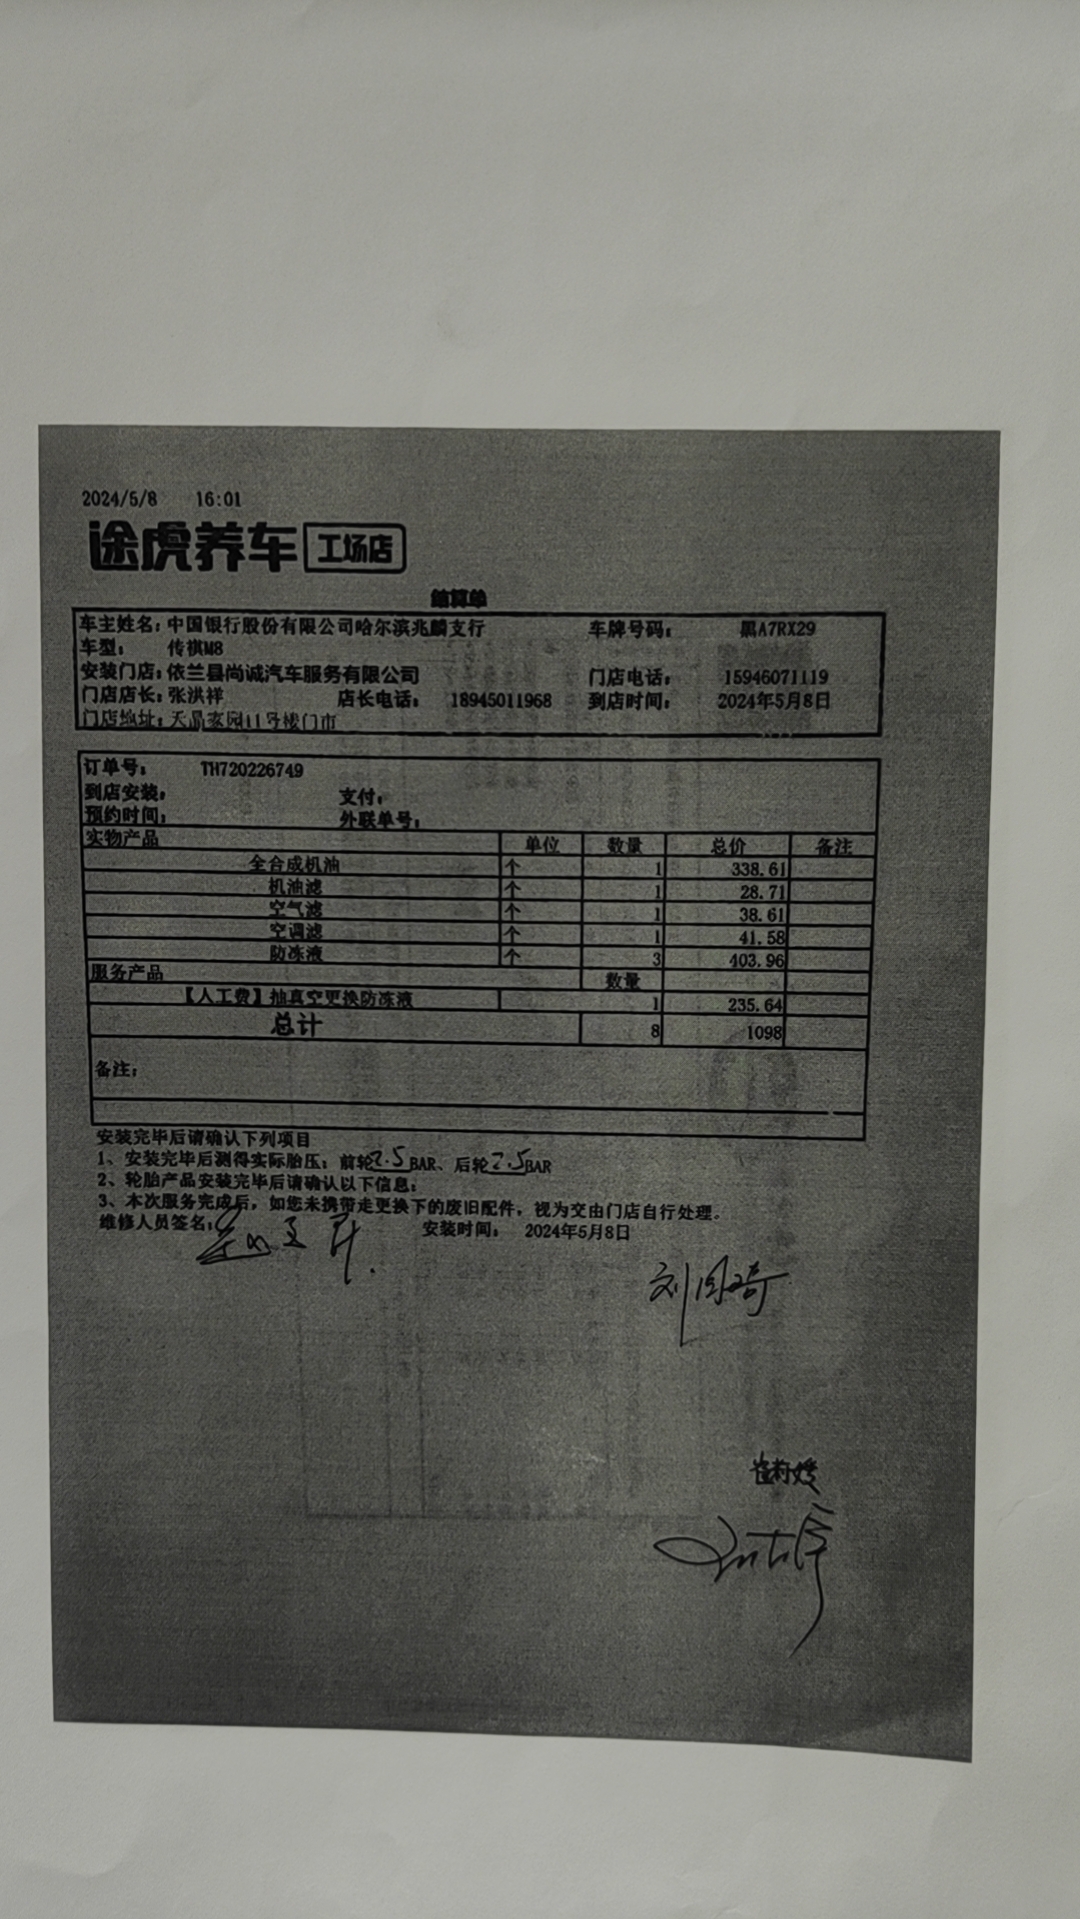 2024/5/8 16:01
途虎养车 工场店
结算单
车主姓名：中国银行股份有限公司哈尔滨兆麟支行 车牌号码： 黑A7RX29
车型： 传祺M8
安装门店：依兰县尚诚汽车服务有限公司 门店电话： 15946071119
门店店长：张洪祥 店长电话： 18945011968 到店时间： 2024年5月8日
门店地址：天晶家园11号楼门市
订单号： TH720226749
到店安装： 支付：
预约时间： 外联单号：
实物产品 单位 数量 总价 备注
全合成机油 个 1 338.61
机油滤 个 1 28.71
空气滤 个 1 38.61
空调滤 个 1 41.58
防冻液 个 3 403.96
服务产品 数量
【人工费】抽真空更换防冻液 1 235.64
总计 8 1098
备注：
安装完毕后请确认下列项目
1、安装完毕后测得实际胎压：前轮2.5BAR、后轮2.5BAR
2、轮胎产品安装完毕后请确认以下信息：
3、本次服务完成后，如您未携带走更换下的废旧配件，视为交由门店自行处理。
维修人员签名： 安装时间： 2024年5月8日